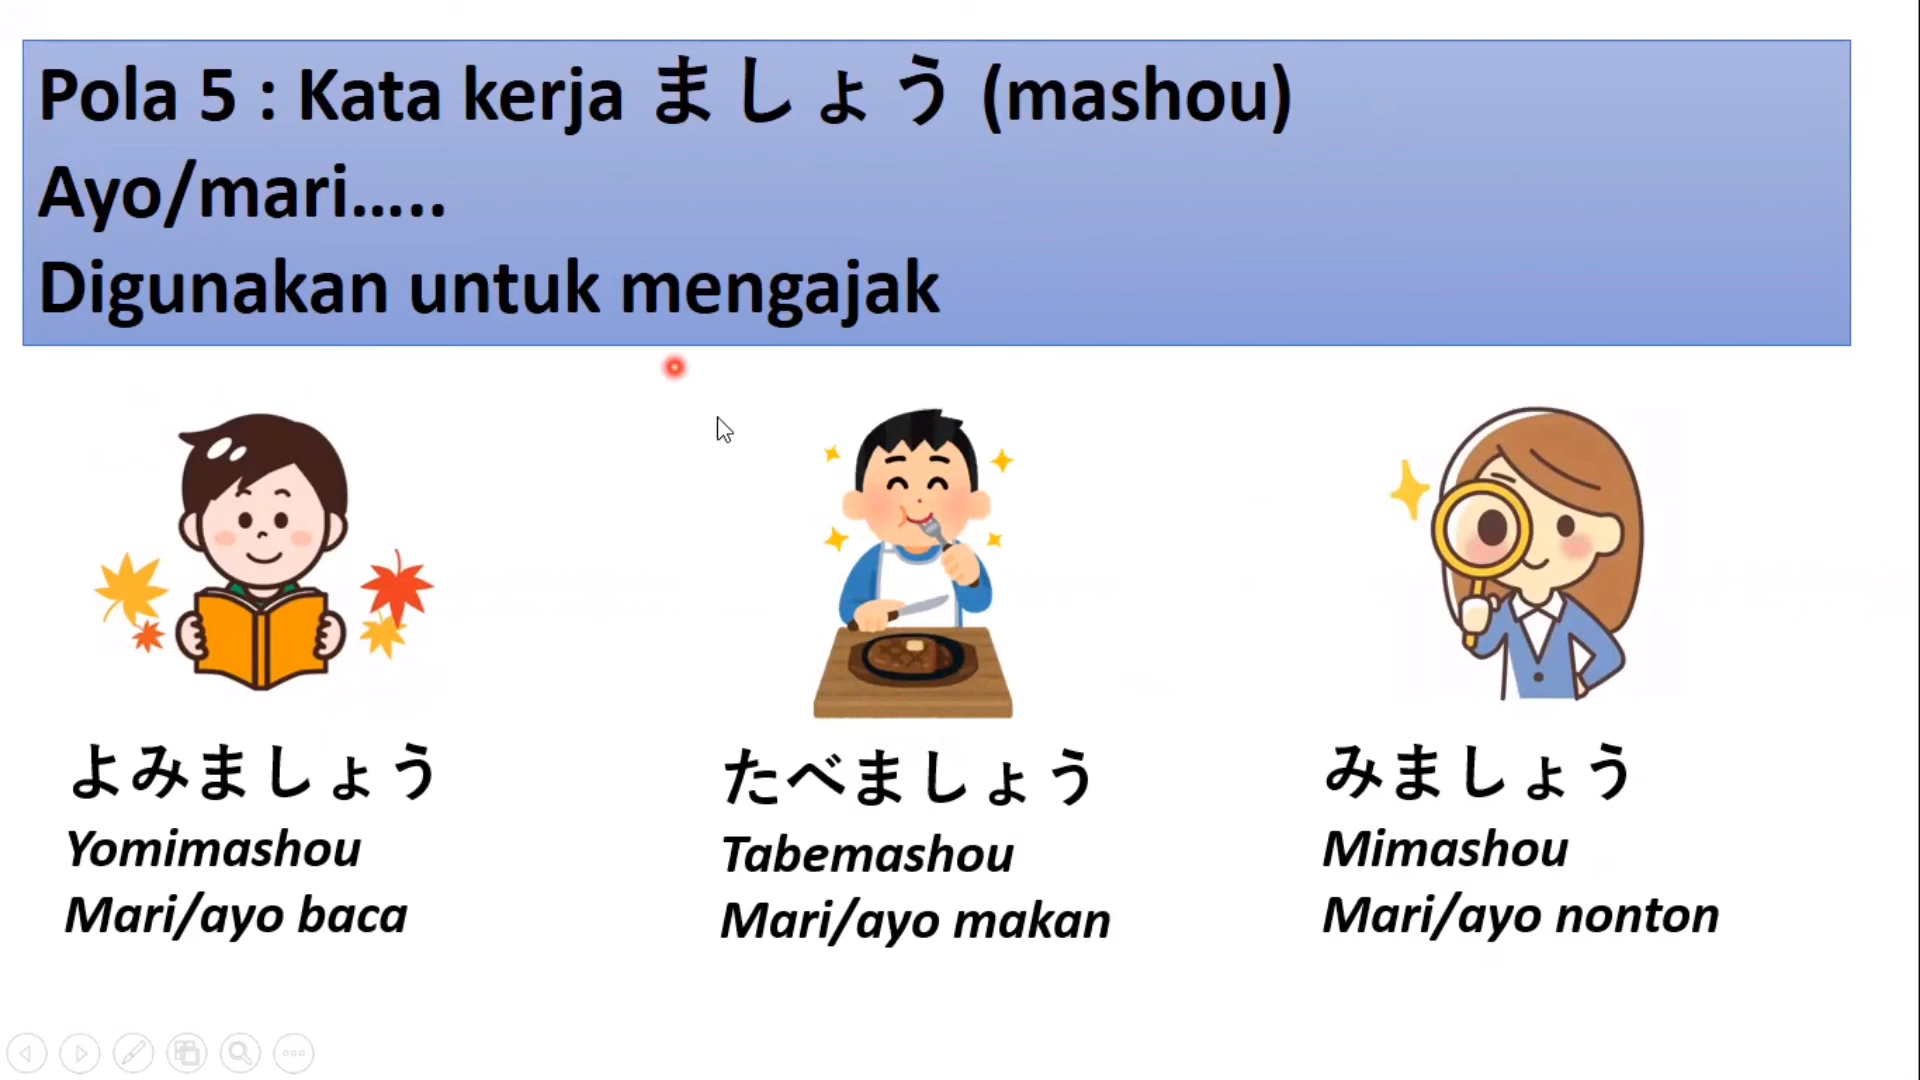 Pola 5 : Kata kerja ましょう (mashou)
Ayo/mari.....
Digunakan untuk mengajak
よみましょう
Yomimashou
Mari/ayo baca
たべましょう
Tabemashou
Mari/ayo makan
みましょう
Mimashou
Mari/ayo nonton